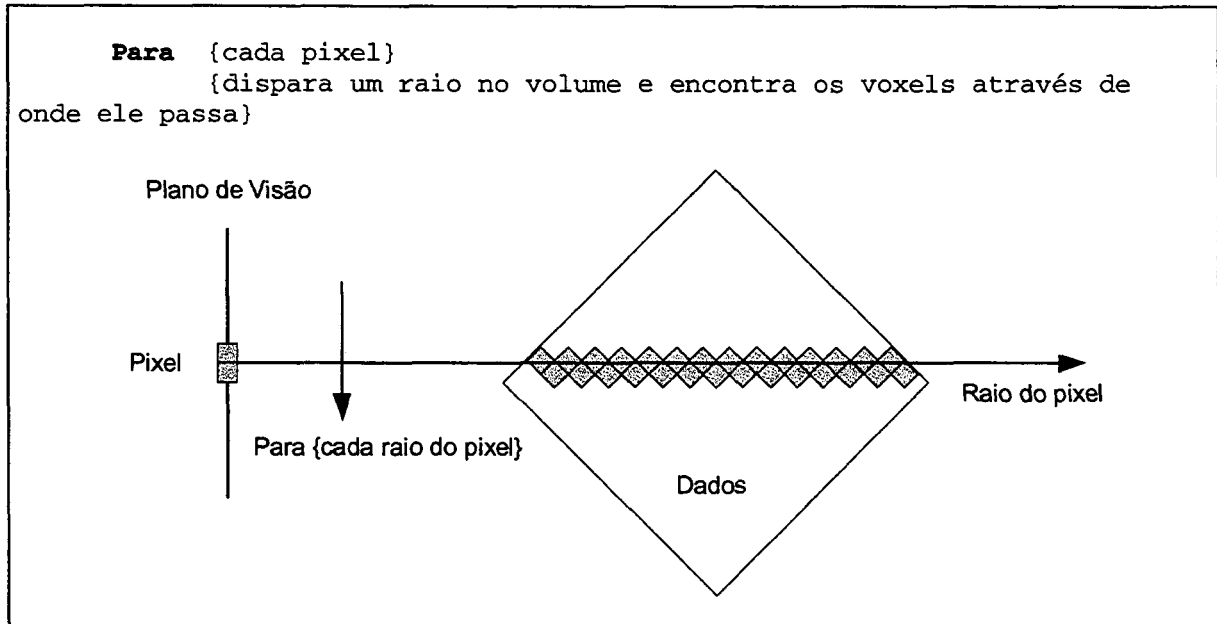 Para {cada pixel}
{dispara um raio no volume e encontra os voxels através de
onde ele passa}
Plano de Visão
Pixel
Raio do pixel
Para {cada raio do pixel}
Dados